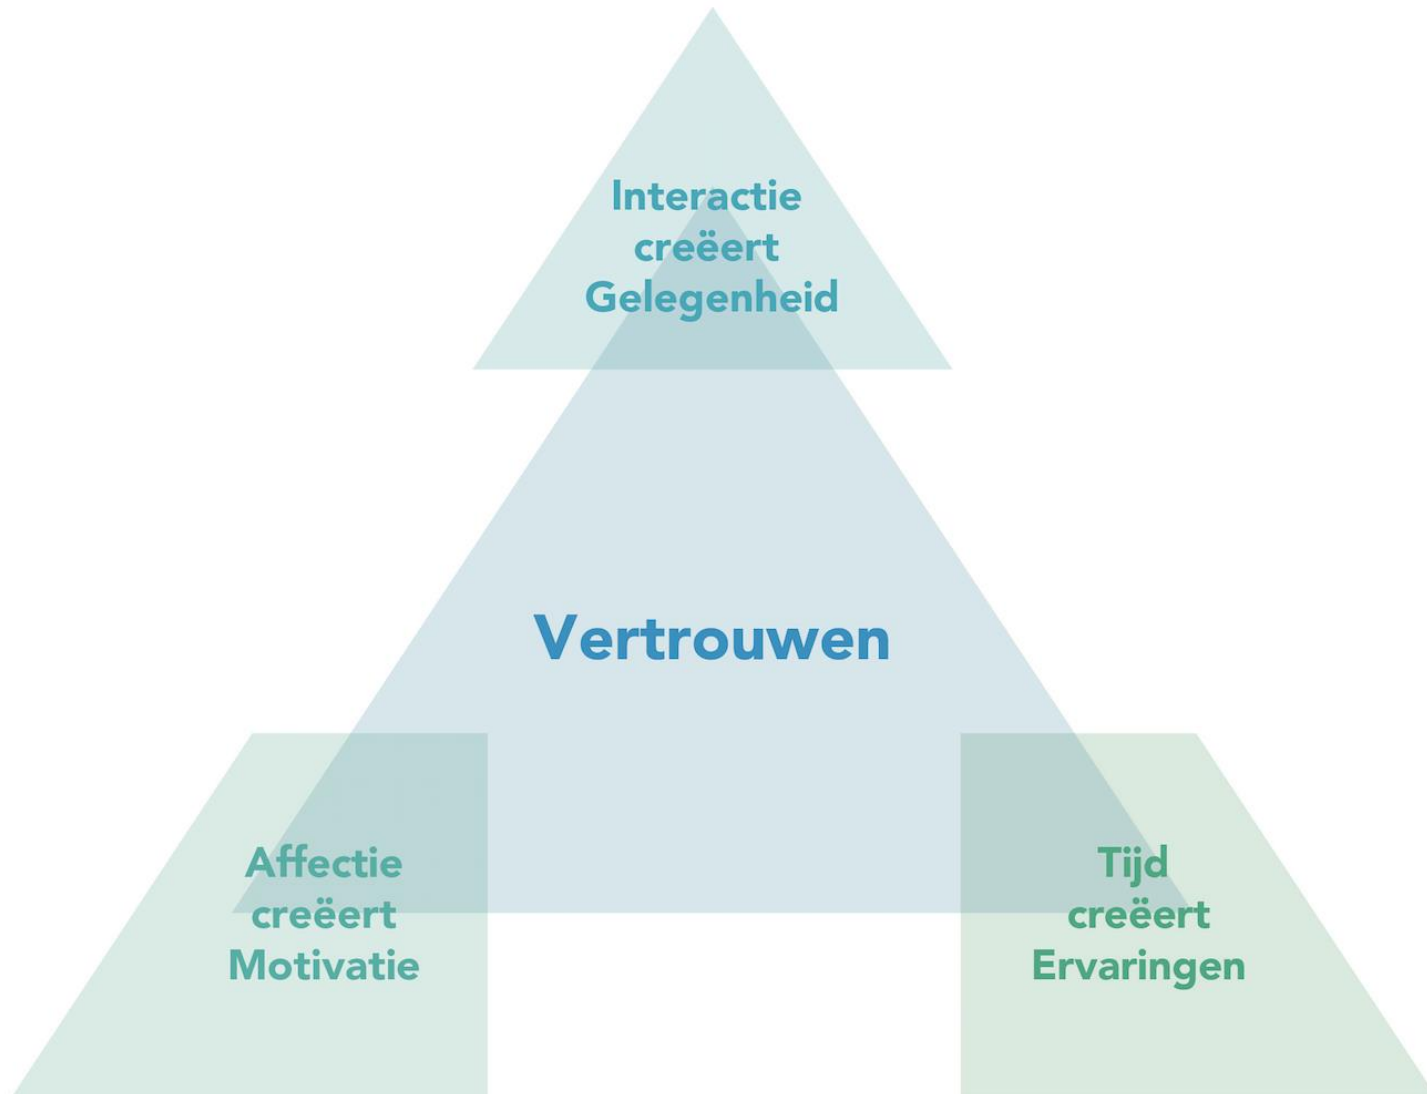 Interactie
creëert
Gelegenheid
Vertrouwen
Affectie
creëert
Motivatie
Tijd
creëert
Ervaringen